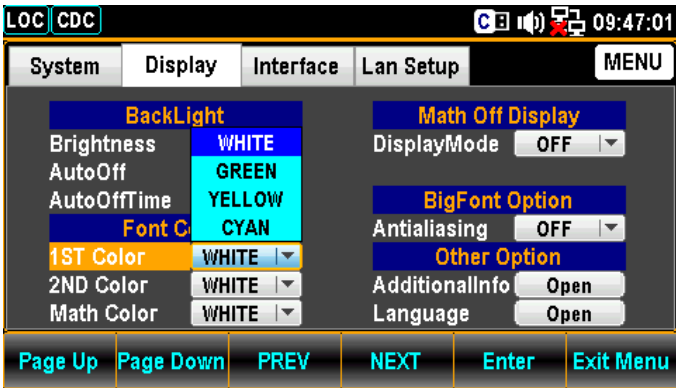 LOC CDC C 09:47:01
System Display Interface Lan Setup MENU
BackLight
Brightness WHITE
AutoOff GREEN
AutoOffTime YELLOW
Font C CYAN
1ST Color WHITE
2ND Color WHITE
Math Color WHITE
Math Off Display
DisplayMode OFF
BigFont Option
Antialiasing OFF
Other Option
AdditionalInfo Open
Language Open
Page Up Page Down PREV NEXT Enter Exit Menu